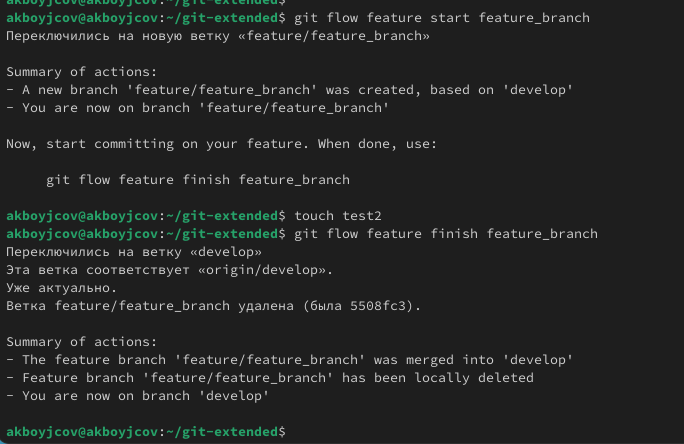 akboyjcov@akboyjcov:~/git-extended$
akboyjcov@akboyjcov:~/git-extended$ git flow feature start feature_branch
Переключились на новую ветку «feature/feature_branch»
Summary of actions:
- A new branch 'feature/feature_branch' was created, based on 'develop'
- You are now on branch 'feature/feature_branch'
Now, start committing on your feature. When done, use:
git flow feature finish feature_branch
akboyjcov@akboyjcov:~/git-extended$ touch test2
akboyjcov@akboyjcov:~/git-extended$ git flow feature finish feature_branch
Переключились на ветку «develop»
Эта ветка соответствует «origin/develop».
Уже актуально.
Ветка feature/feature_branch удалена (была 5508fc3).
Summary of actions:
- The feature branch 'feature/feature_branch' was merged into 'develop'
- Feature branch 'feature/feature_branch' has been locally deleted
- You are now on branch 'develop'
akboyjcov@akboyjcov:~/git-extended$